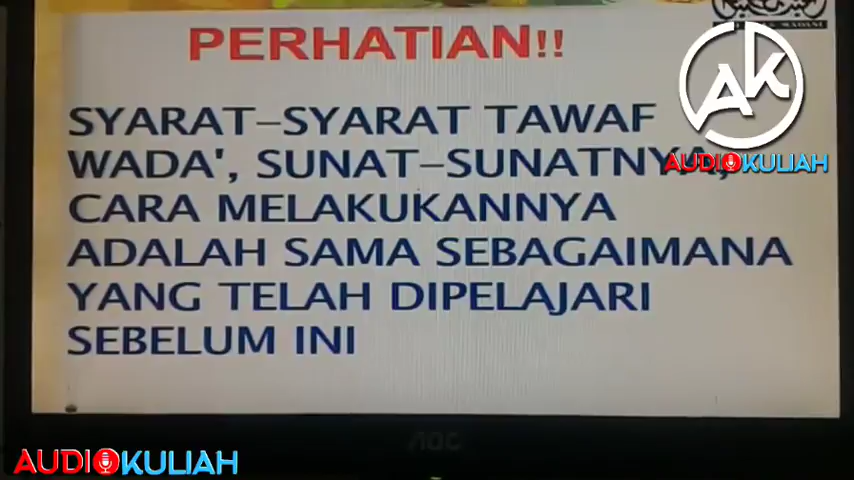 PERHATIAN!!
SYARAT-SYARAT TAWAF
WADA', SUNAT-SUNATNYA,
CARA MELAKUKANNYA
ADALAH SAMA SEBAGAIMANA
YANG TELAH DIPELAJARI
SEBELUM INI
AK
AUDIOKULIAH
AOC
AUDIOKULIAH